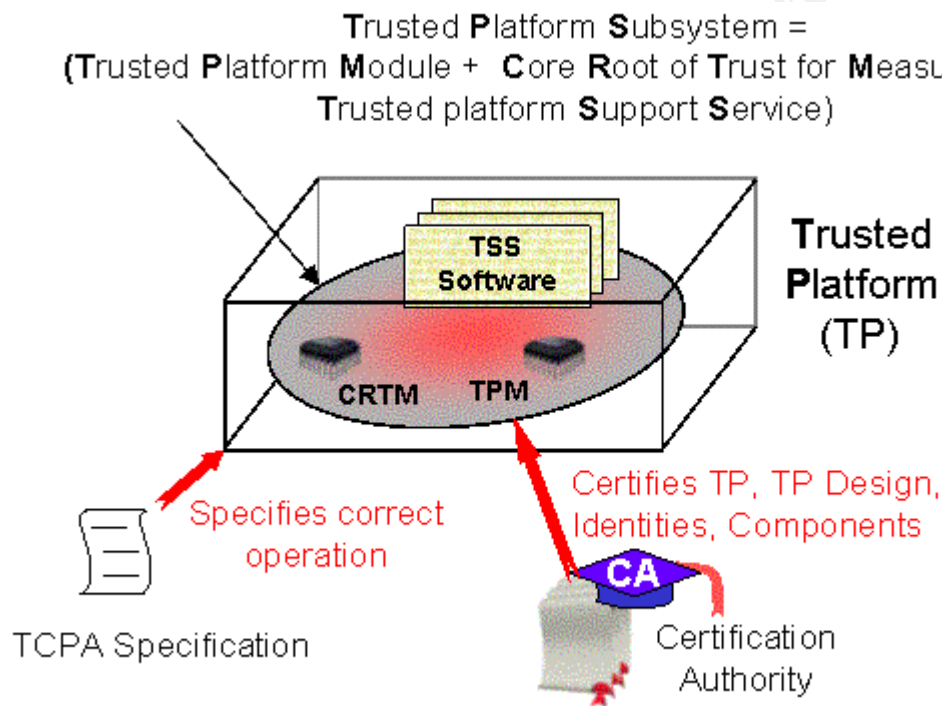 Trusted Platform Subsystem =
(Trusted Platform Module + Core Root of Trust for Measu
Trusted platform Support Service)
TSS
Software
Trusted
Platform
(TP)
CRTM
TPM
Specifies correct
operation
Certifies TP, TP Design,
Identities, Components
CA
TCPA Specification
Certification
Authority